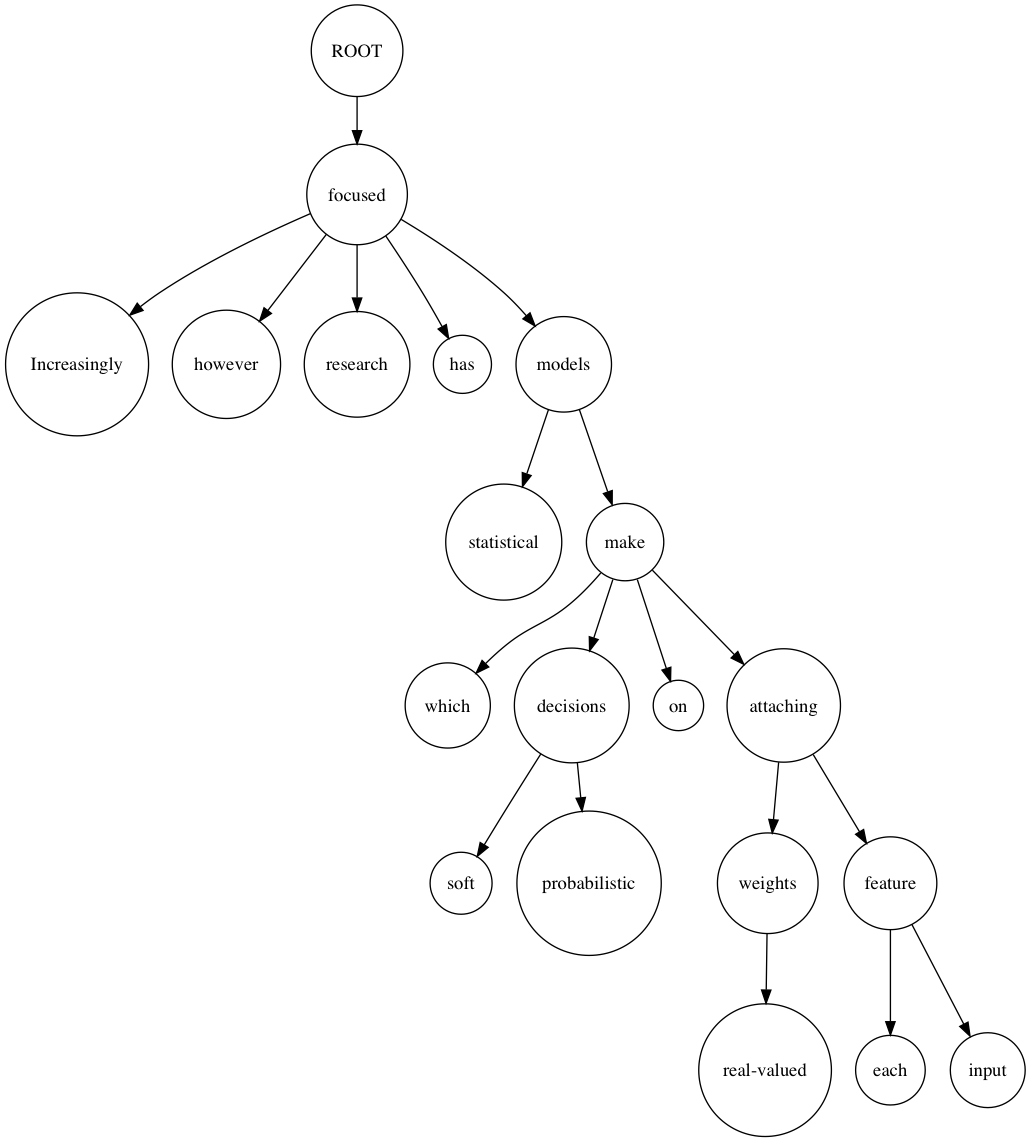 ROOT
focused
Increasingly however research has models
statistical make
which decisions on attaching
soft probabilistic weights feature
real-valued each input